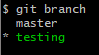 $ git branch
  master
* testing